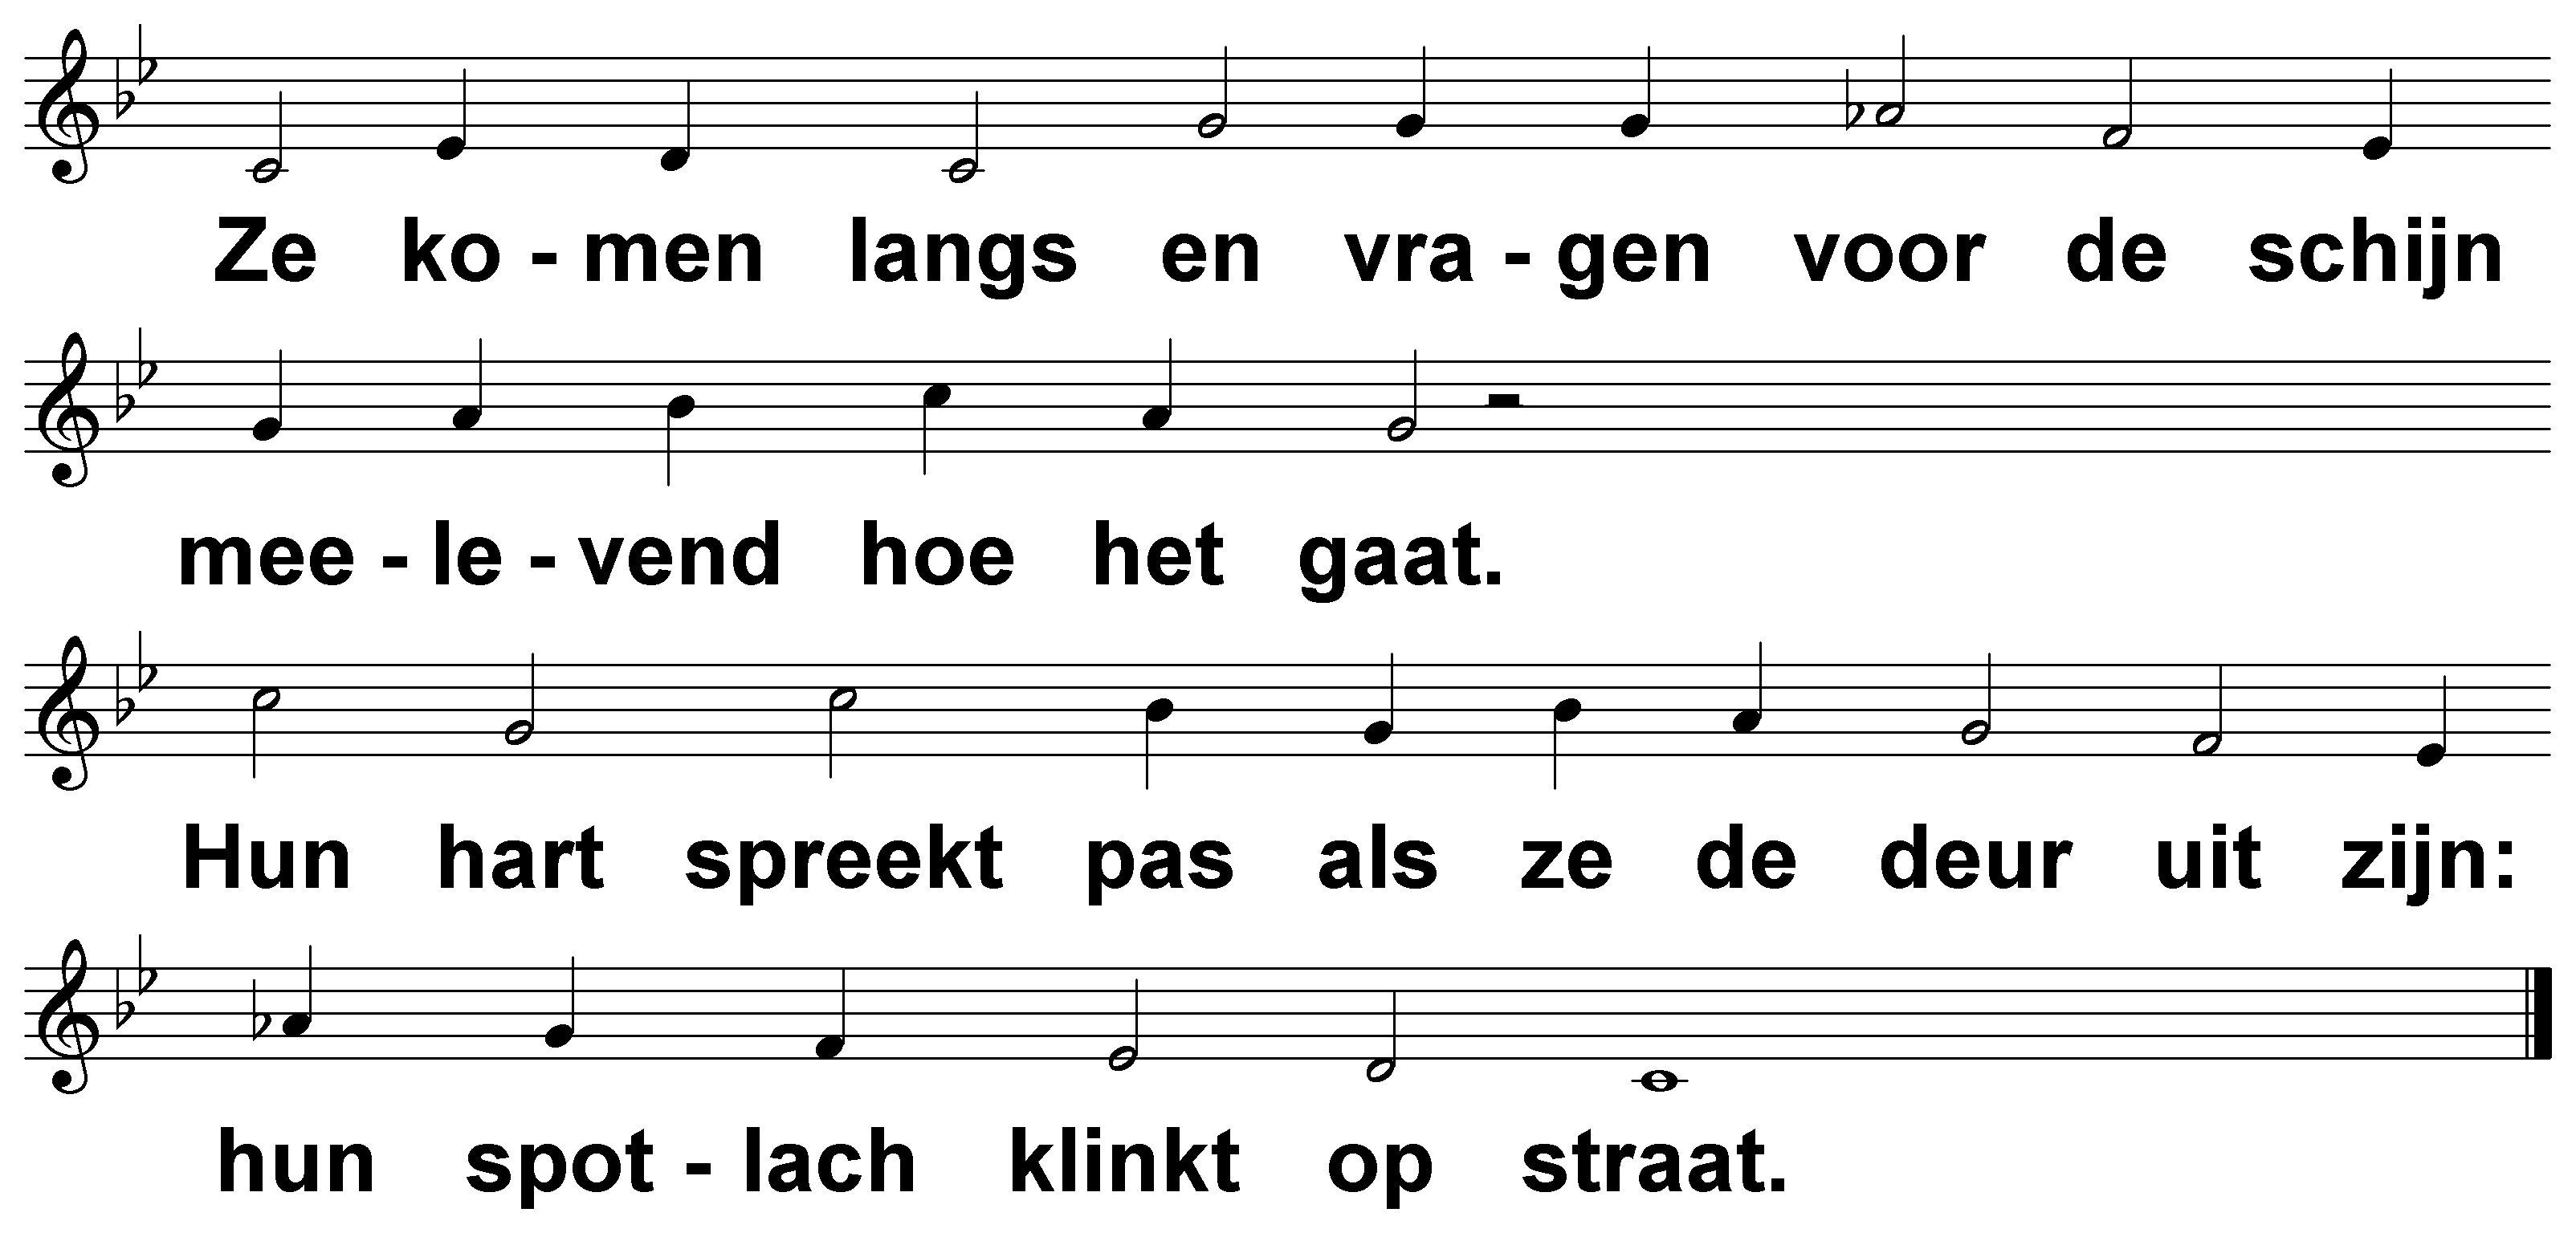 Ze ko - men langs en vra - gen voor de schijn
mee - le - vend hoe het gaat.
Hun hart spreekt pas als ze de deur uit zijn:
hun spot - lach klinkt op straat.